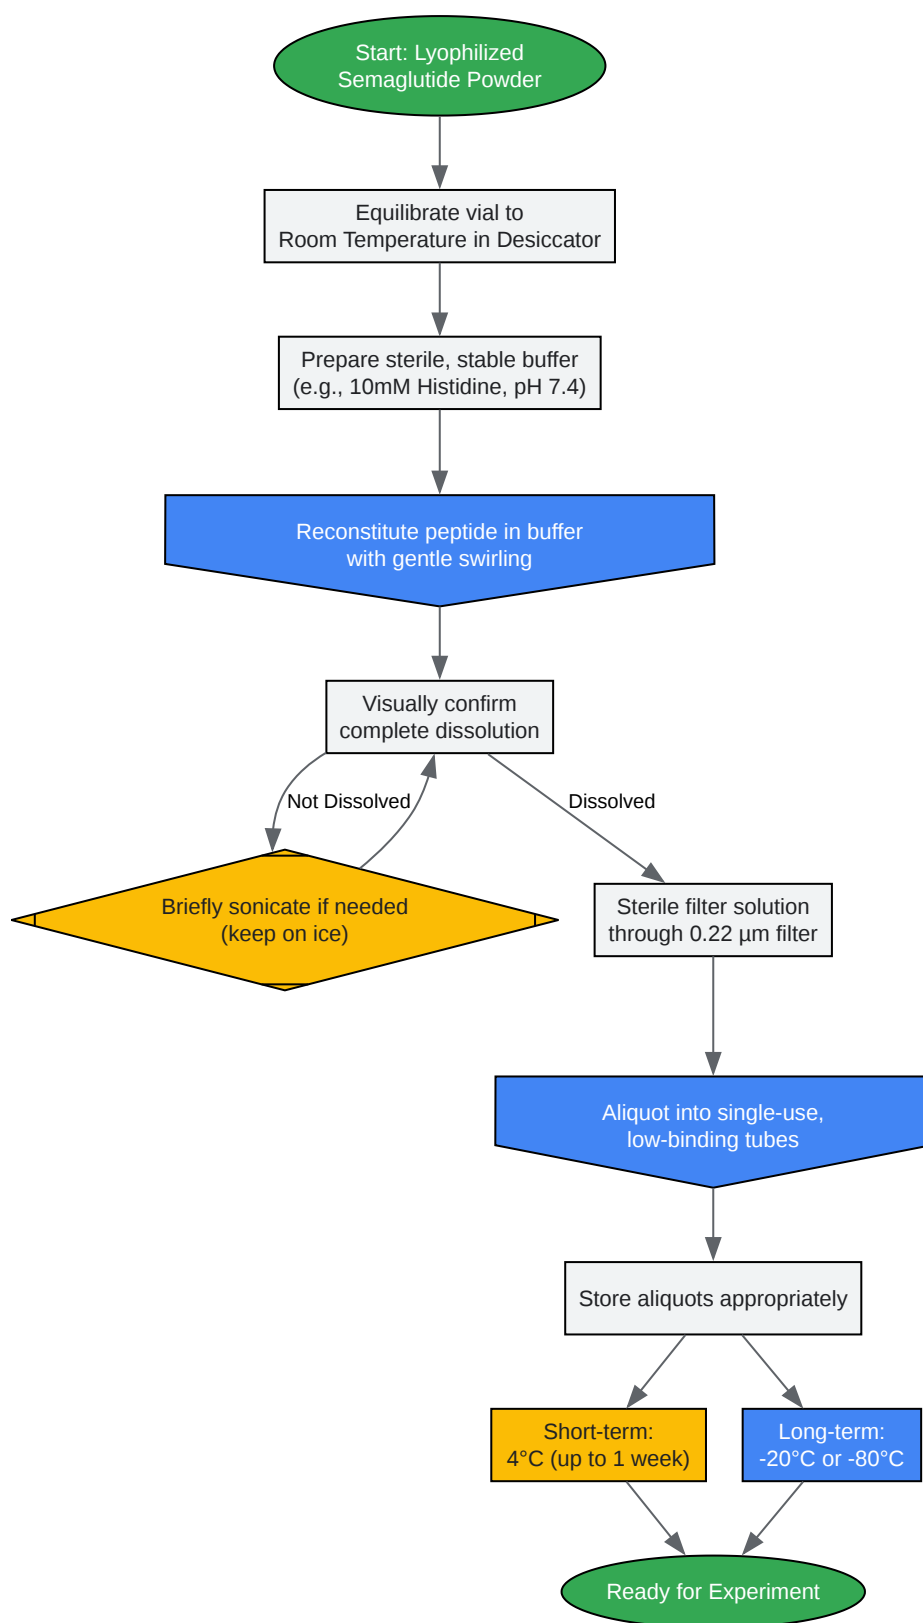 Start: Lyophilized
Semaglutide Powder
Equilibrate vial to
Room Temperature in Desiccator
Prepare sterile, stable buffer
(e.g., 10mM Histidine, pH 7.4)
Reconstitute peptide in buffer
with gentle swirling
Visually confirm
complete dissolution
Not Dissolved
Dissolved
Briefly sonicate if needed
(keep on ice)
Sterile filter solution
through 0.22 µm filter
Aliquot into single-use,
low-binding tubes
Store aliquots appropriately
Short-term:
4°C (up to 1 week)
Long-term:
-20°C or -80°C
Ready for Experiment